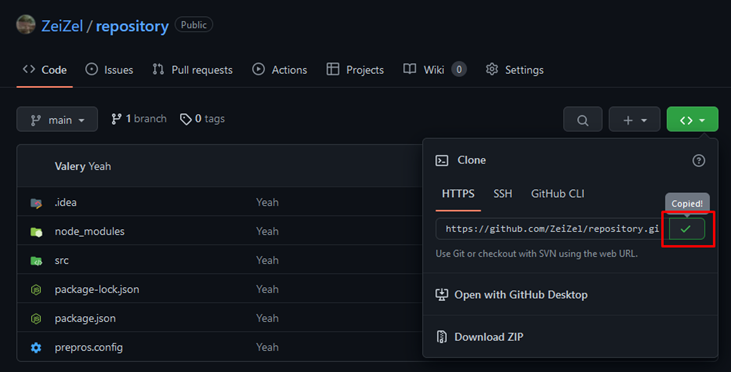 ZeiZel / repository Public
Code Issues Pull requests Actions Projects Wiki 0 Settings
main 1 branch 0 tags
Valery Yeah
.idea Yeah
node_modules Yeah
src Yeah
package-lock.json Yeah
package.json Yeah
prepros.config Yeah
Clone
HTTPS SSH GitHub CLI
Copied!
https://github.com/ZeiZel/repository.gi
Use Git or checkout with SVN using the web URL.
Open with GitHub Desktop
Download ZIP